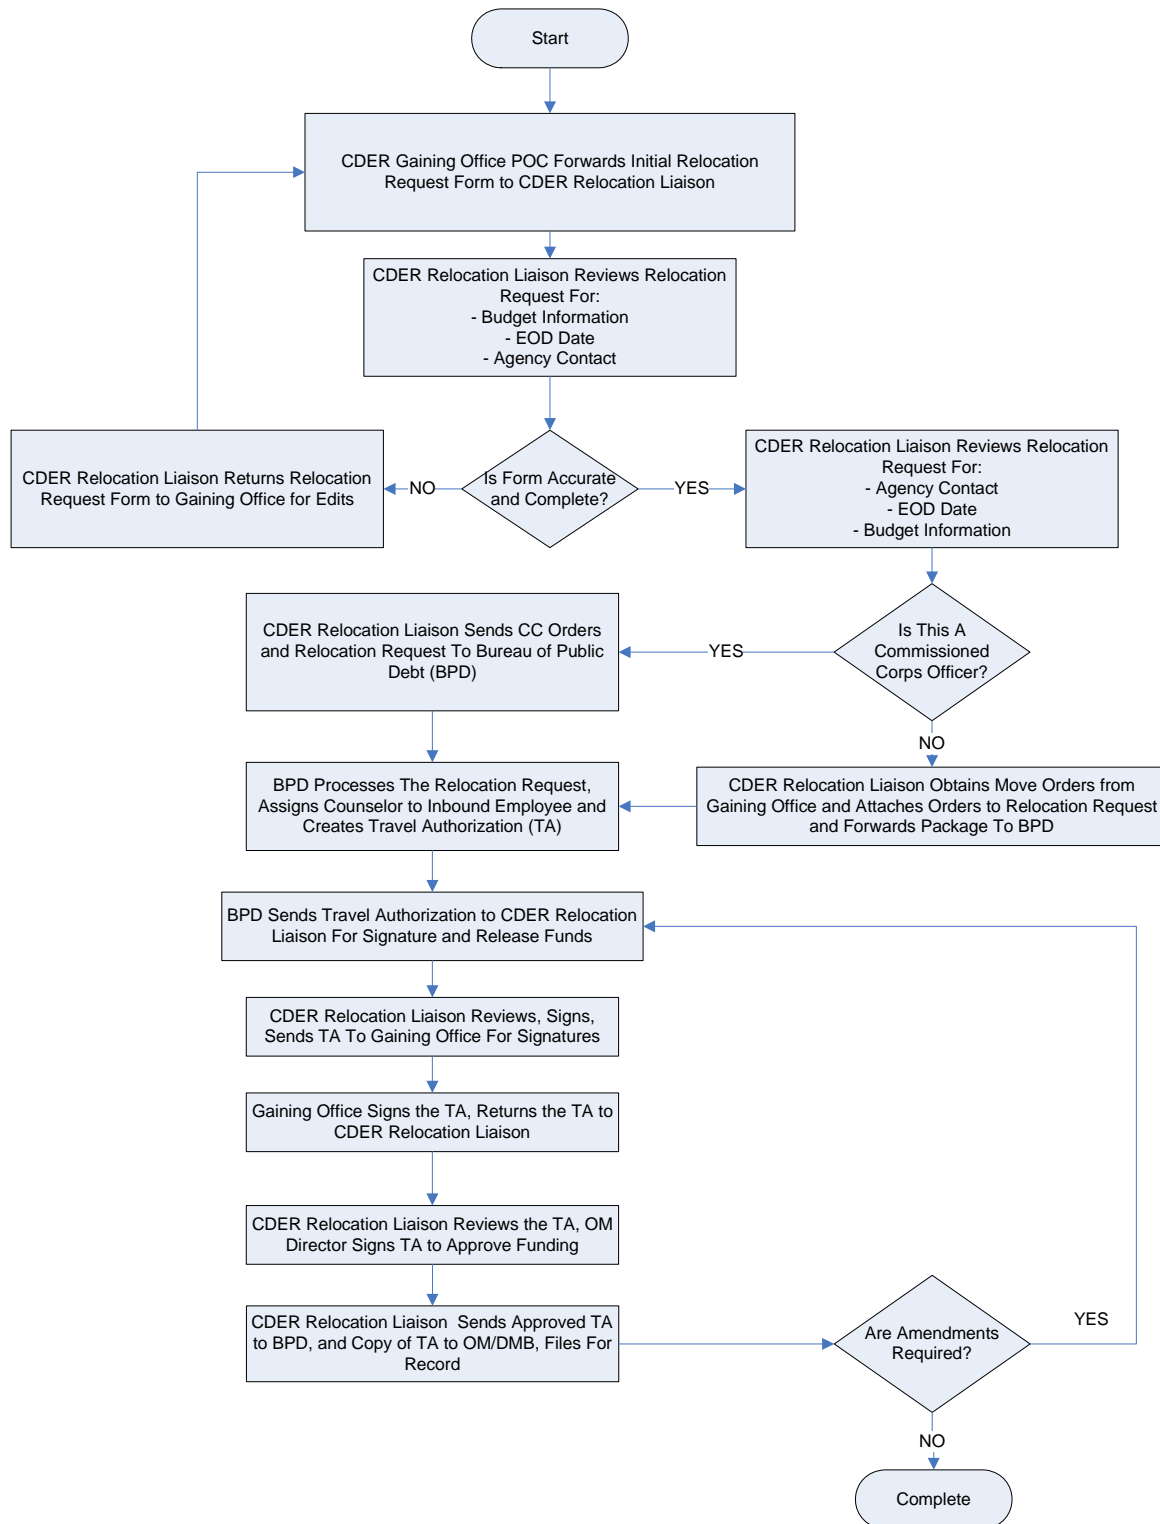 Start
CDER Gaining Office POC Forwards Initial Relocation
Request Form to CDER Relocation Liaison
CDER Relocation Liaison Reviews Relocation
Request For:
- Budget Information
- EOD Date
- Agency Contact
Is Form Accurate
and Complete?
NO
CDER Relocation Liaison Returns Relocation
Request Form to Gaining Office for Edits
YES
CDER Relocation Liaison Reviews Relocation
Request For:
- Agency Contact
- EOD Date
- Budget Information
Is This A
Commissioned
Corps Officer?
YES
CDER Relocation Liaison Sends CC Orders
and Relocation Request To Bureau of Public
Debt (BPD)
NO
CDER Relocation Liaison Obtains Move Orders from
Gaining Office and Attaches Orders to Relocation Request
and Forwards Package To BPD
BPD Processes The Relocation Request,
Assigns Counselor to Inbound Employee and
Creates Travel Authorization (TA)
BPD Sends Travel Authorization to CDER Relocation
Liaison For Signature and Release Funds
CDER Relocation Liaison Reviews, Signs,
Sends TA To Gaining Office For Signatures
Gaining Office Signs the TA, Returns the TA to
CDER Relocation Liaison
CDER Relocation Liaison Reviews the TA, OM
Director Signs TA to Approve Funding
CDER Relocation Liaison Sends Approved TA
to BPD, and Copy of TA to OM/DMB, Files For
Record
Are Amendments
Required?
YES
NO
Complete